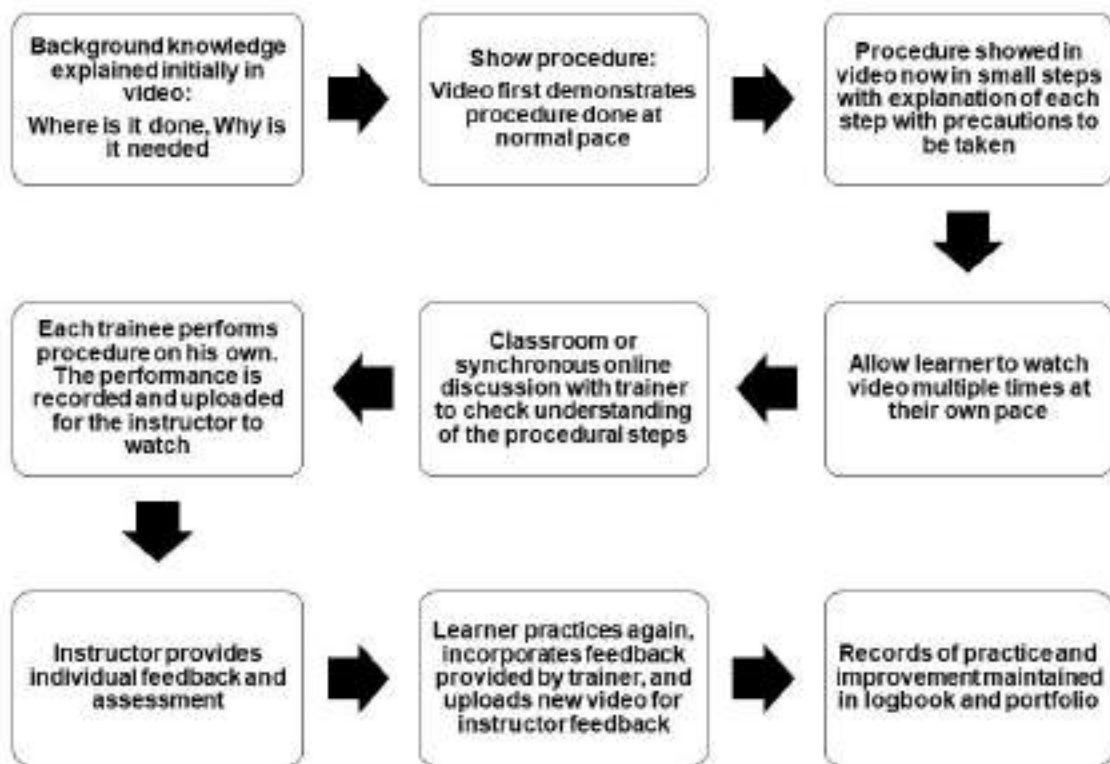 Background knowledge
explained initially in
video:
Where is it done, Why is
it needed
Show procedure:
Video first demonstrates
procedure done at
normal pace
Procedure showed in
video now in small steps
with explanation of each
step with precautions to
be taken
Allow learner to watch
video multiple times at
their own pace
Classroom or
synchronous online
discussion with trainer
to check understanding
of the procedural steps
Each trainee performs
procedure on his own.
The performance is
recorded and uploaded
for the instructor to
watch
Instructor provides
individual feedback and
assessment
Learner practices again,
incorporates feedback
provided by trainer, and
uploads new video for
instructor feedback
Records of practice and
improvement maintained
in logbook and portfolio